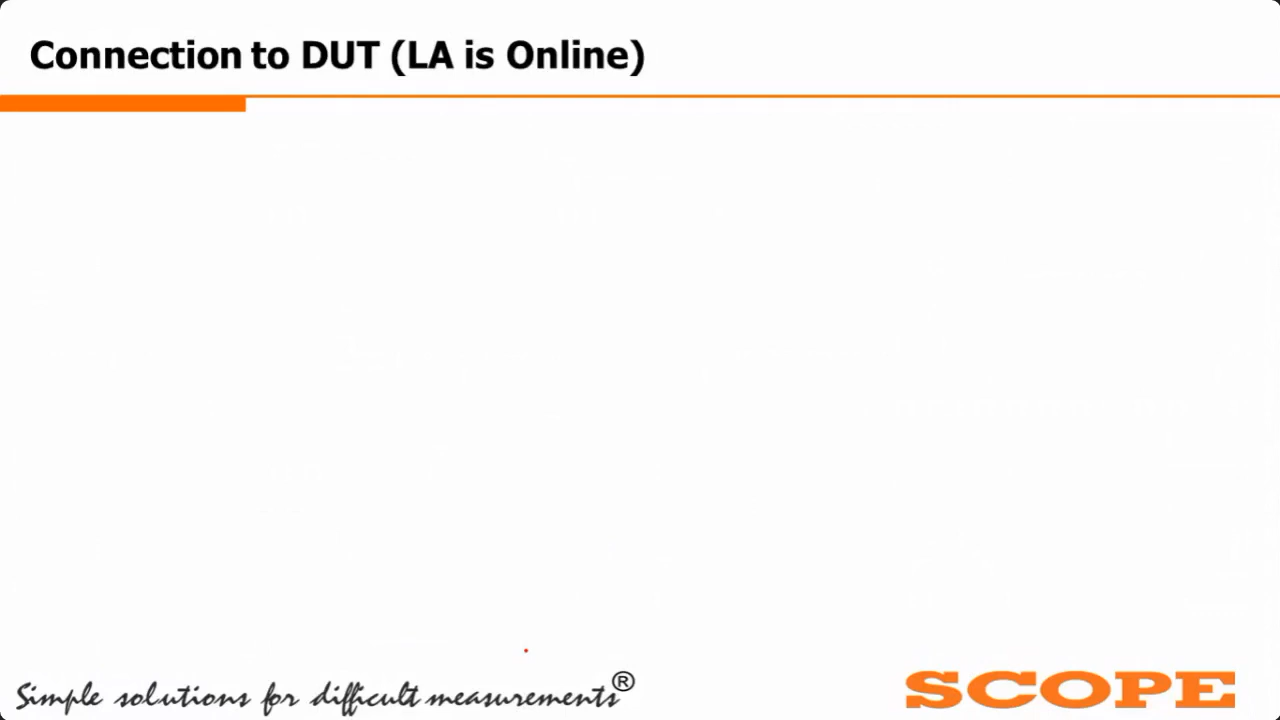 Connection to DUT (LA is Online)
Simple solutions for difficult measurements®
SCOPE